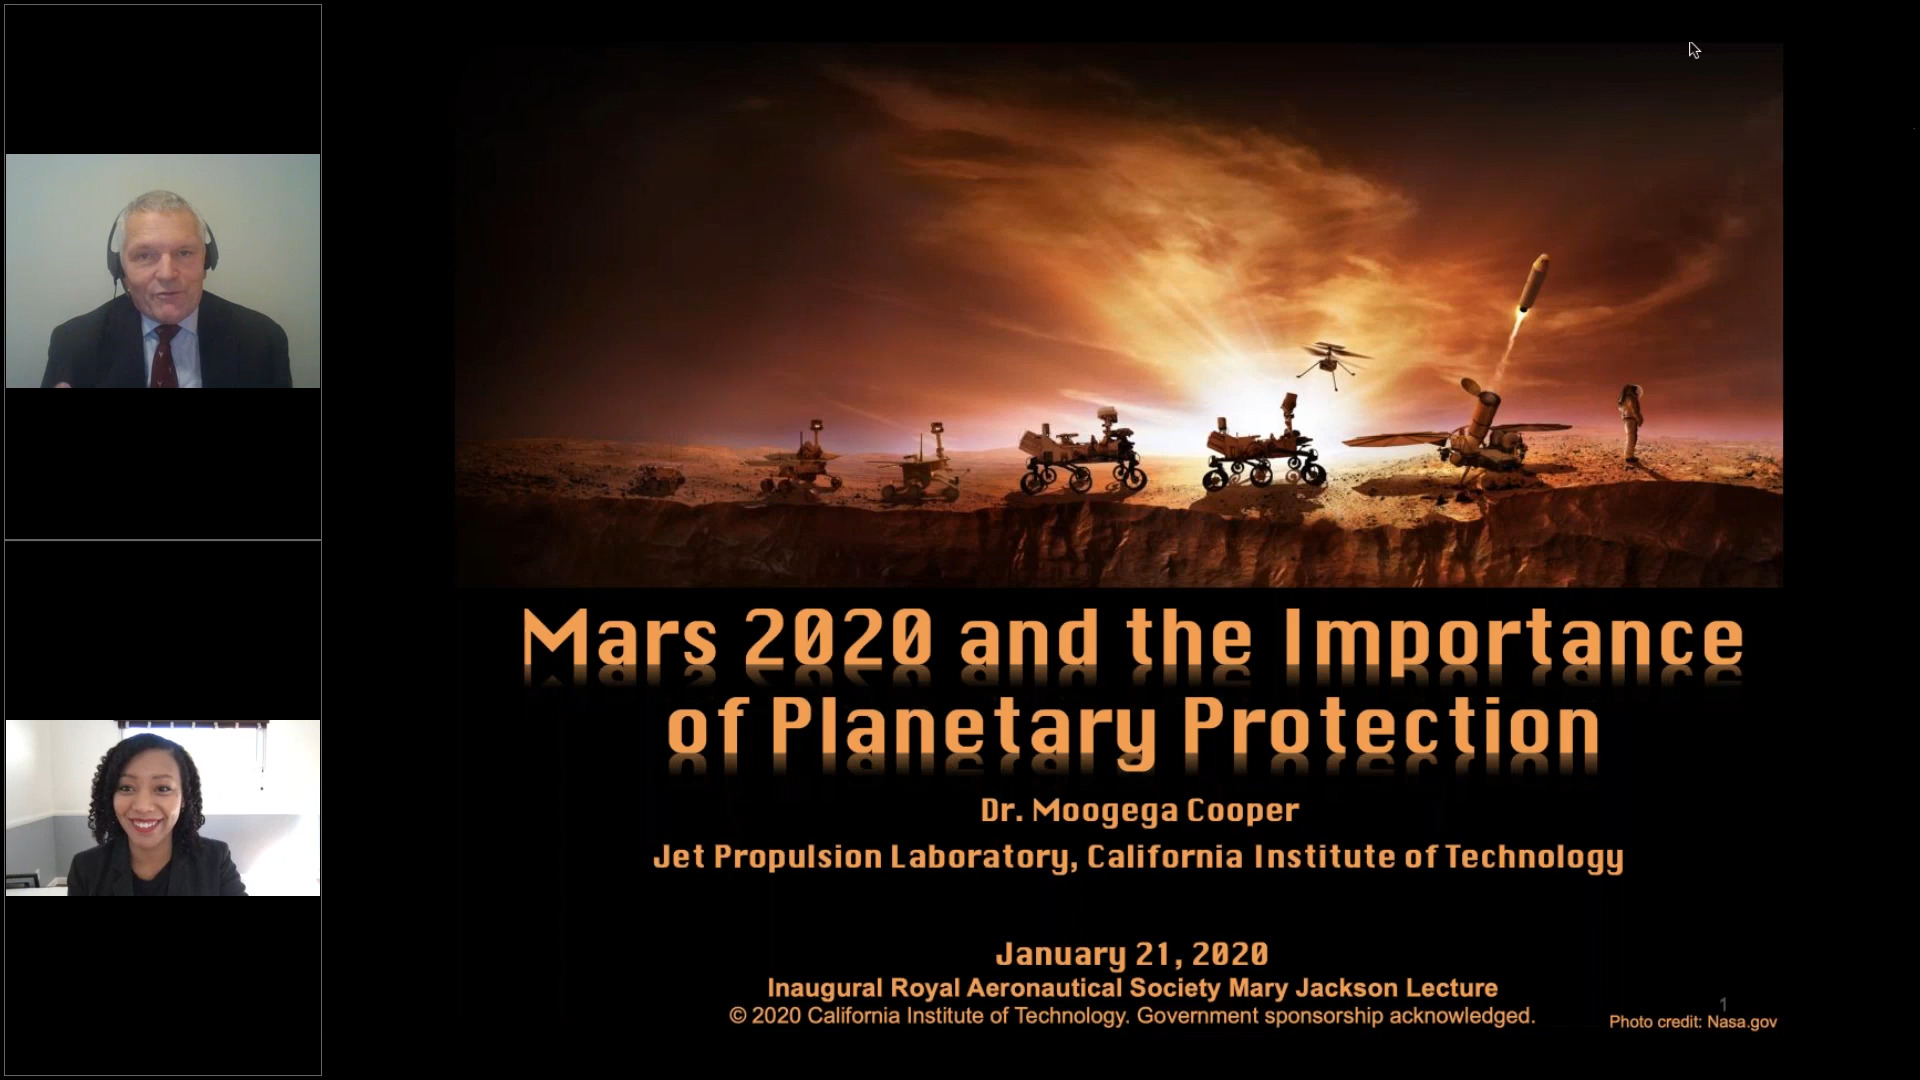 Mars 2020 and the Importance
of Planetary Protection
Dr. Moogega Cooper
Jet Propulsion Laboratory, California Institute of Technology
January 21, 2020
Inaugural Royal Aeronautical Society Mary Jackson Lecture
© 2020 California Institute of Technology. Government sponsorship acknowledged.
1
Photo credit: Nasa.gov